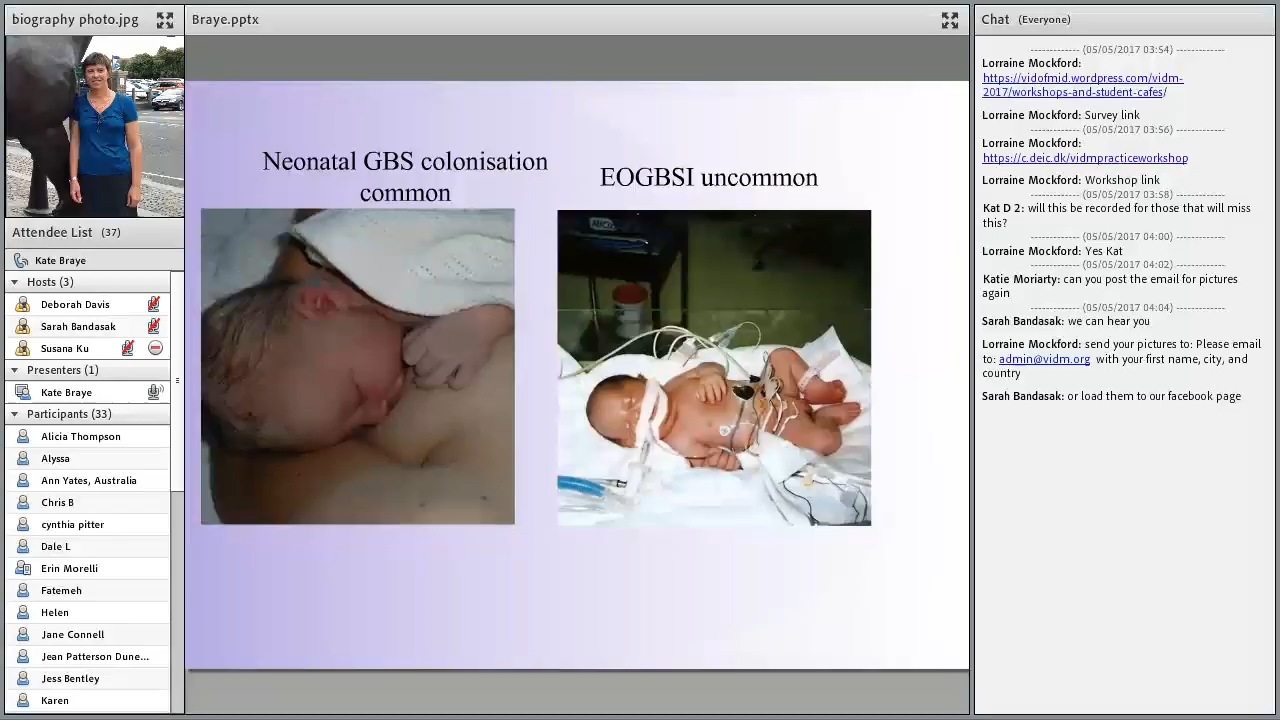 biography photo.jpg
Attendee List (37)
Kate Braye
Hosts (3)
Deborah Davis
Sarah Bandasak
Susana Ku
Presenters (1)
Kate Braye
Participants (33)
Alicia Thompson
Alyssa
Ann Yates, Australia
Chris B
cynthia pitter
Dale L
Erin Morelli
Fatemeh
Helen
Jane Connell
Jean Patterson Dune...
Jess Bentley
Karen
Braye.pptx
Neonatal GBS colonisation
common
EOGBSI uncommon
Chat (Everyone)
------------- (05/05/2017 03:54) -------------
Lorraine Mockford:
https://vidofmid.wordpress.com/vidm-
2017/workshops-and-student-cafes/
Lorraine Mockford: Survey link
------------- (05/05/2017 03:56) -------------
Lorraine Mockford:
https://c.deic.dk/vidmpracticeworkshop
Lorraine Mockford: Workshop link
------------- (05/05/2017 03:58) -------------
Kat D 2: will this be recorded for those that will miss
this?
------------- (05/05/2017 04:00) -------------
Lorraine Mockford: Yes Kat
------------- (05/05/2017 04:02) -------------
Katie Moriarty: can you post the email for pictures
again
------------- (05/05/2017 04:04) -------------
Sarah Bandasak: we can hear you
Lorraine Mockford: send your pictures to: Please email
to: admin@vidm.org with your first name, city, and
country
Sarah Bandasak: or load them to our facebook page